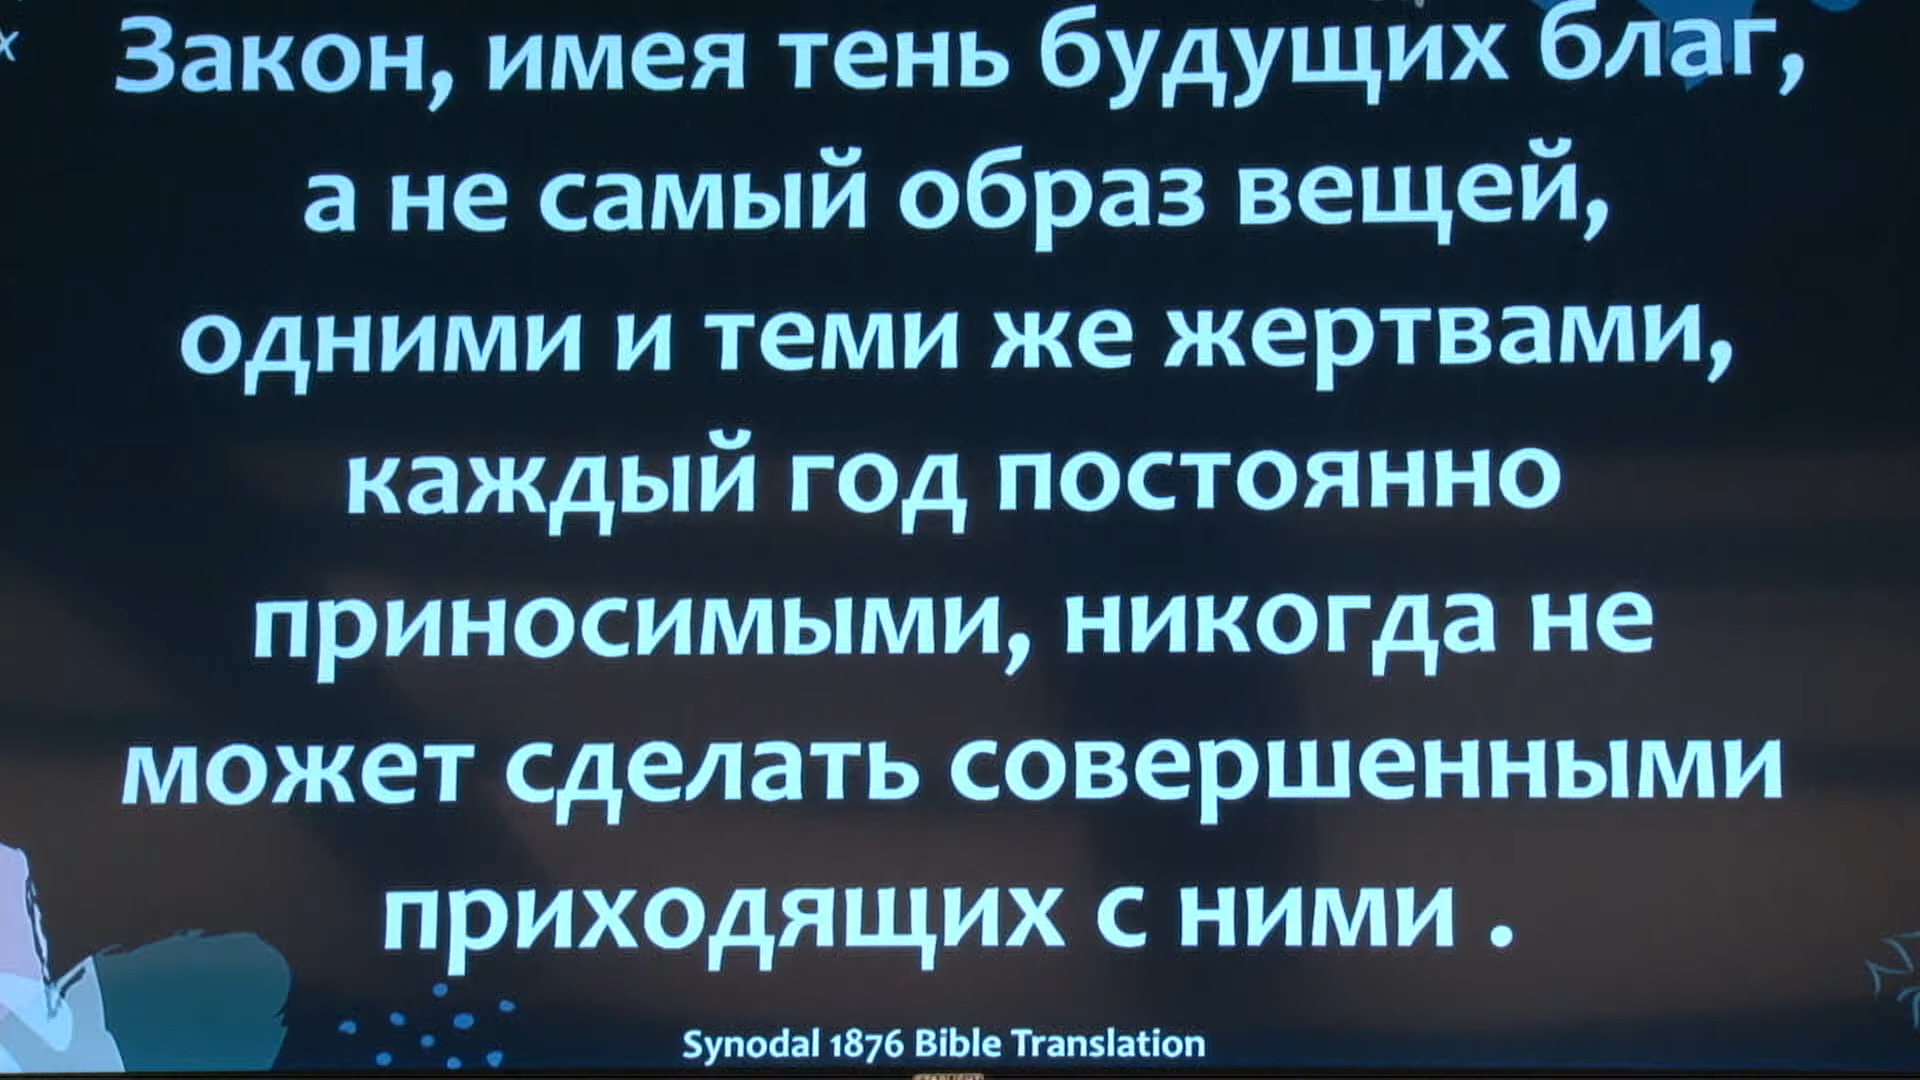 Закон, имея тень будущих благ,
а не самый образ вещей,
одними и теми же жертвами,
каждый год постоянно
приносимыми, никогда не
может сделать совершенными
приходящих с ними .
Synodal 1876 Bible Translation